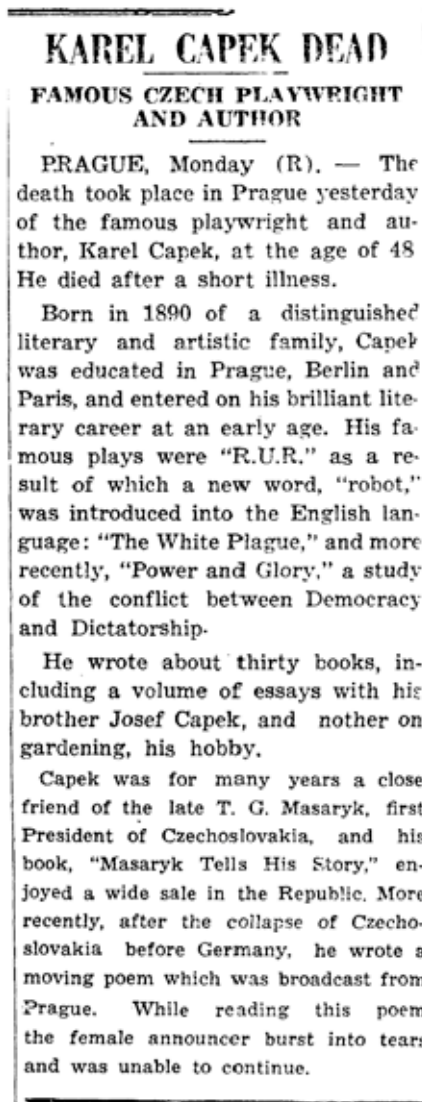 KAREL CAPEK DEAD
FAMOUS CZECH PLAYWRIGHT
AND AUTHOR
PRAGUE, Monday (R). — The
death took place in Prague yesterday
of the famous playwright and au-
thor, Karel Capek, at the age of 48
He died after a short illness.
Born in 1890 of a distinguished
literary and artistic family, Capek
was educated in Prague, Berlin and
Paris, and entered on his brilliant lite-
rary career at an early age. His fa-
mous plays were "R.U.R." as a re-
sult of which a new word, "robot,"
was introduced into the English lan-
guage: "The White Plague," and more
recently, "Power and Glory," a study
of the conflict between Democracy
and Dictatorship.
He wrote about thirty books, in-
cluding a volume of essays with his
brother Josef Capek, and nother on
gardening, his hobby.
Capek was for many years a close
friend of the late T. G. Masaryk, first
President of Czechoslovakia, and his
book, "Masaryk Tells His Story," en-
joyed a wide sale in the Republic. More
recently, after the collapse of Czecho-
slovakia before Germany, he wrote a
moving poem which was broadcast from
Prague. While reading this poem
the female announcer burst into tears
and was unable to continue.